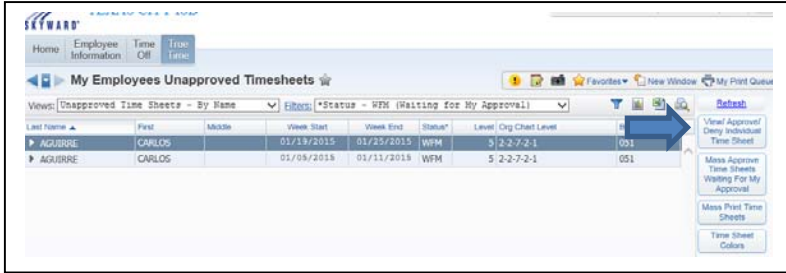 SKYWARD
Home Employee Information Time Off True Time
My Employees Unapproved Timesheets
Favorites New Window My Print Queue
Views: Unapproved Time Sheets - By Name Filters: *Status - WFM (Waiting for My Approval) Refresh
Last Name First Middle Week Start Week End Status* Level Org Chart Level
AGUIRRE CARLOS 01/19/2015 01/25/2015 WFM 5 2-2-7-2-1 051
AGUIRRE CARLOS 01/05/2015 01/11/2015 WFM 5 2-2-7-2-1 051
View/ Approve/
Deny Individual
Time Sheet
Mass Approve
Time Sheets
Waiting For My
Approval
Mass Print Time
Sheets
Time Sheet
Colors